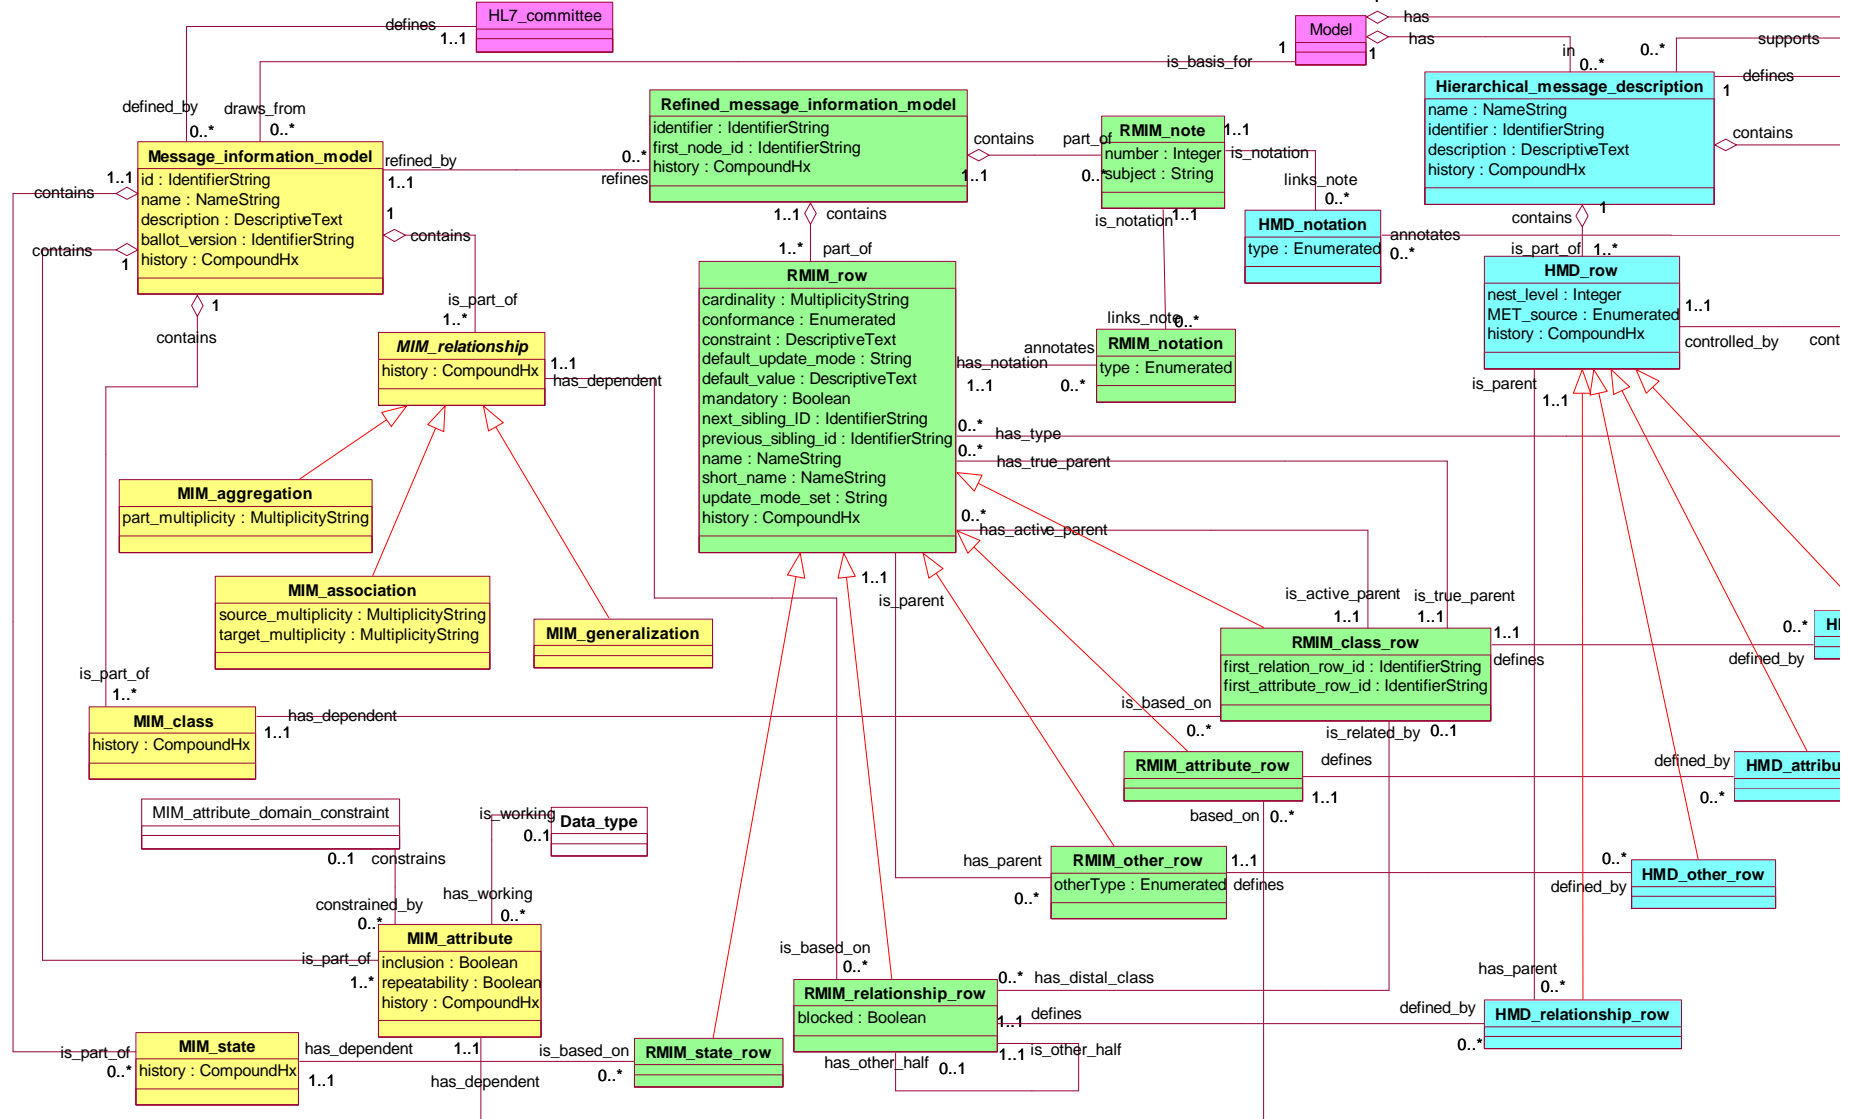 HL7_committee
defines
1..1
Model
has
has
1
1
is_basis_for
in
0..*
0..*
supports
defines
1
defined_by
0..*
draws_from
0..*
Message_information_model
id : IdentifierString
name : NameString
description : DescriptiveText
ballot_version : IdentifierString
history : CompoundHx
contains
1..1
contains
1
1
contains
refined_by
1..1
1
contains
0..*
refines
Refined_message_information_model
identifier : IdentifierString
first_node_id : IdentifierString
history : CompoundHx
contains
1..1
part_of
0..*
RMIM_note
number : Integer
subject : String
1..1
is_notation
links_note
0..*
is_notation
1..1
HMD_notation
type : Enumerated
annotates
0..*
Hierarchical_message_description
name : NameString
identifier : IdentifierString
description : DescriptiveText
history : CompoundHx
contains
contains
1
is_part_of
1..*
HMD_row
nest_level : Integer
MET_source : Enumerated
history : CompoundHx
1..1
controlled_by
cont
is_parent
1..1
1..1
contains
1..*
part_of
RMIM_row
cardinality : MultiplicityString
conformance : Enumerated
constraint : DescriptiveText
default_update_mode : String
default_value : DescriptiveText
mandatory : Boolean
next_sibling_ID : IdentifierString
previous_sibling_id : IdentifierString
name : NameString
short_name : NameString
update_mode_set : String
history : CompoundHx
links_note
0..*
RMIM_notation
type : Enumerated
annotates
has_notation
1..1
0..*
0..*
has_type
0..*
has_true_parent
0..*
has_active_parent
is_part_of
1..*
MIM_relationship
history : CompoundHx
1..1
has_dependent
MIM_aggregation
part_multiplicity : MultiplicityString
MIM_association
source_multiplicity : MultiplicityString
target_multiplicity : MultiplicityString
MIM_generalization
1..1
is_parent
is_active_parent
1..1
is_true_parent
1..1
RMIM_class_row
first_relation_row_id : IdentifierString
first_attribute_row_id : IdentifierString
1..1
defines
0..*
defined_by
is_part_of
1..*
MIM_class
history : CompoundHx
has_dependent
1..1
is_based_on
0..*
is_related_by
0..1
RMIM_attribute_row
defines
1..1
defined_by
0..*
HMD_attribu
based_on
0..*
MIM_attribute_domain_constraint
0..1
constrains
is_working
0..1
Data_type
has_working
0..*
constrained_by
0..*
MIM_attribute
inclusion : Boolean
repeatability : Boolean
history : CompoundHx
is_part_of
1..*
1..1
has_dependent
has_parent
0..*
RMIM_other_row
otherType : Enumerated
1..1
defines
0..*
defined_by
HMD_other_row
is_based_on
0..*
RMIM_relationship_row
blocked : Boolean
0..*
has_distal_class
1..1
defines
1..1
is_other_half
has_other_half
0..1
has_parent
0..*
defined_by
0..*
HMD_relationship_row
is_part_of
0..*
MIM_state
history : CompoundHx
has_dependent
1..1
is_based_on
0..*
RMIM_state_row